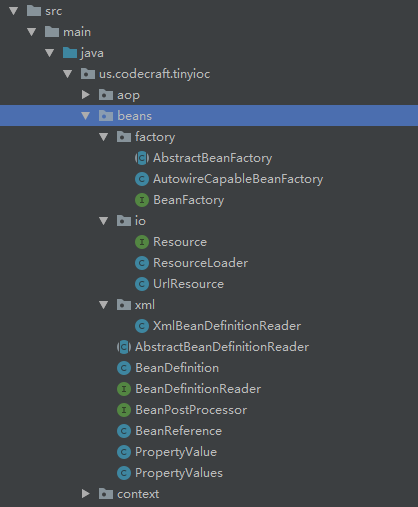 src
main
java
us.codecraft.tinyioc
aop
beans
factory
AbstractBeanFactory
AutowireCapableBeanFactory
BeanFactory
io
Resource
ResourceLoader
UrlResource
xml
XmlBeanDefinitionReader
AbstractBeanDefinitionReader
BeanDefinition
BeanDefinitionReader
BeanPostProcessor
BeanReference
PropertyValue
PropertyValues
context